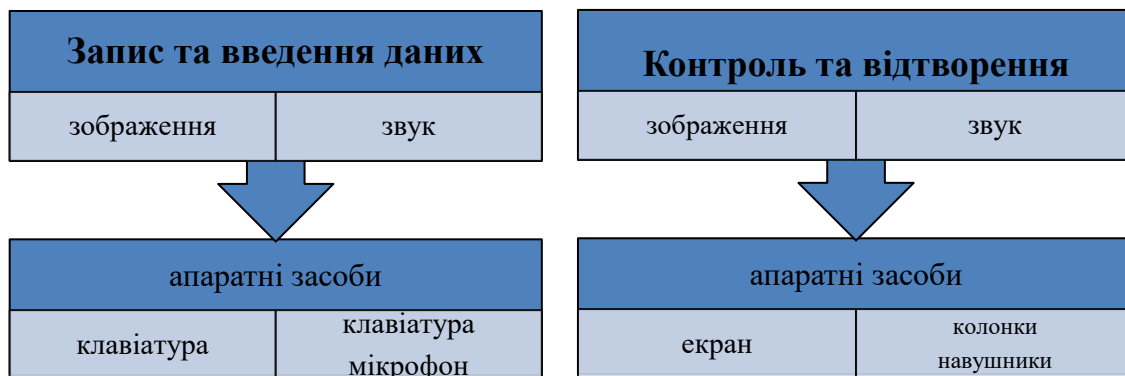 Запис та введення даних
зображення
звук
апаратні засоби
клавіатура
клавіатура
мікрофон
Контроль та відтворення
зображення
звук
апаратні засоби
екран
колонки
навушники